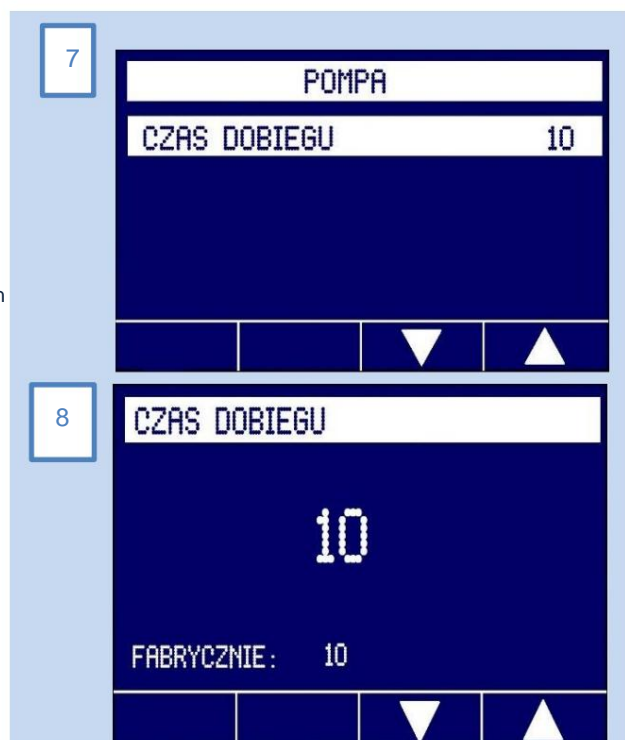 7
POMPA
CZAS DOBIEGU 10
n
8
CZAS DOBIEGU
10
FABRYCZNIE: 10